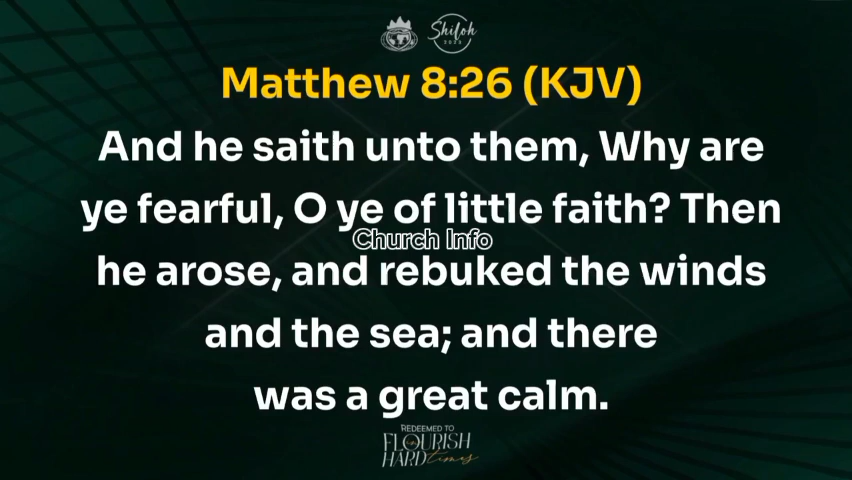 Shiloh
Matthew 8:26 (KJV)
And he saith unto them, Why are
ye fearful, O ye of little faith? Then
Church Info
he arose, and rebuked the winds
and the sea; and there
was a great calm.
REDEEMED TO
FLOURISH
in
HARD times